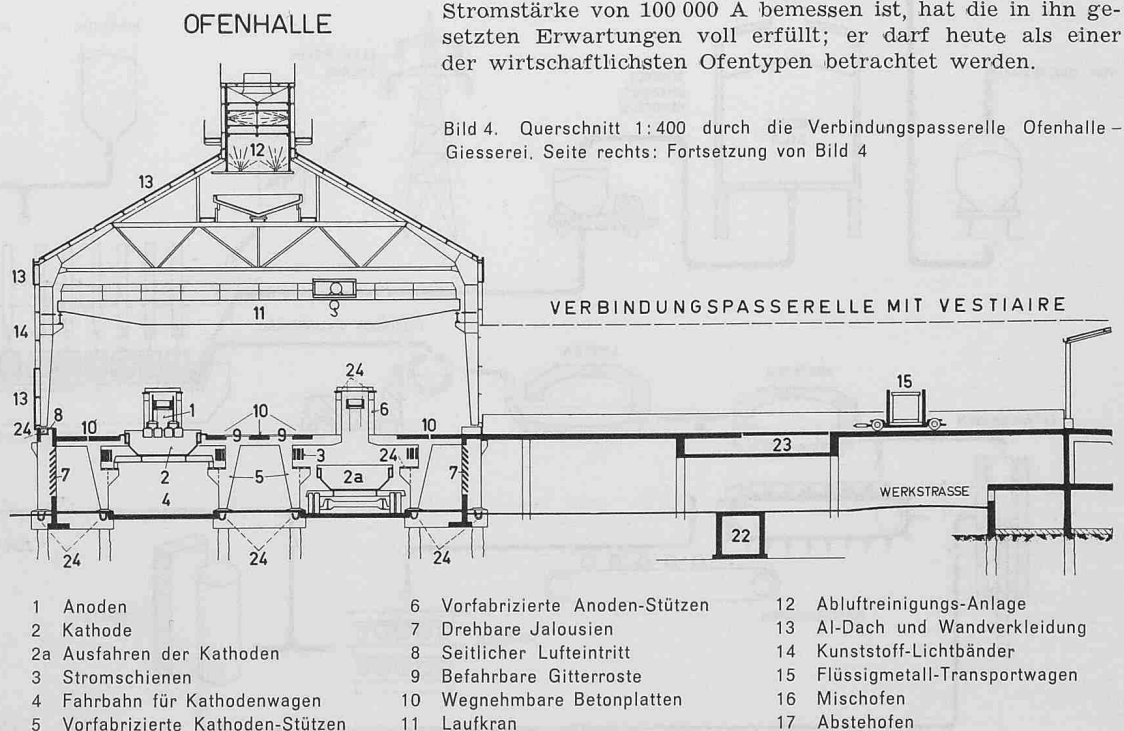 OFENHALLE
Stromstärke von 100 000 A bemessen ist, hat die in ihn ge-
setzten Erwartungen voll erfüllt; er darf heute als einer
der wirtschaftlichsten Ofentypen betrachtet werden.
Bild 4. Querschnitt 1:400 durch die Verbindungspasserelle Ofenhalle –
Giesserei. Seite rechts: Fortsetzung von Bild 4
12
13
13
11
14
VERBINDUNGSPASSERELLE MIT VESTIAIRE
24
13
15
8
1
10
6
24
10
9
9
10
23
7
2
3
24
7
5
2a
4
WERKSTRASSE
22
24
24
24
1 Anoden
2 Kathode
2a Ausfahren der Kathoden
3 Stromschienen
4 Fahrbahn für Kathodenwagen
5 Vorfabrizierte Kathoden-Stützen
6 Vorfabrizierte Anoden-Stützen
7 Drehbare Jalousien
8 Seitlicher Lufteintritt
9 Befahrbare Gitterroste
10 Wegnehmbare Betonplatten
11 Laufkran
12 Abluftreinigungs-Anlage
13 Al-Dach und Wandverkleidung
14 Kunststoff-Lichtbänder
15 Flüssigmetall-Transportwagen
16 Mischofen
17 Abstehofen